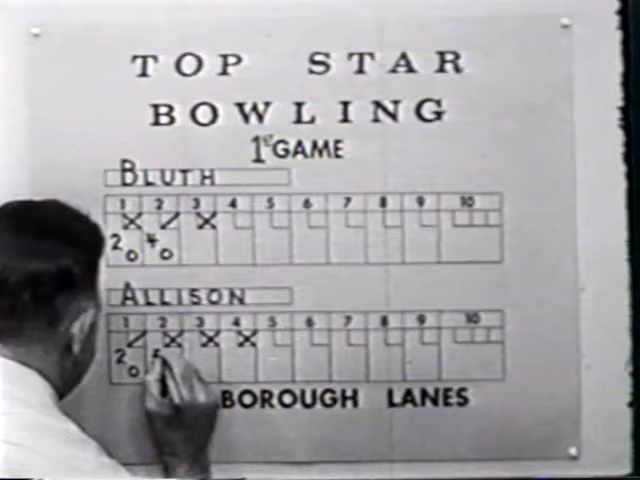 TOP STAR
BOWLING
1ST GAME
BLUTH
1 2 3 4 5 6 7 8 9 10
X / X
20 40
ALLISON
1 2 3 4 5 6 7 8 9 10
/ X X X
20 5
BOROUGH LANES